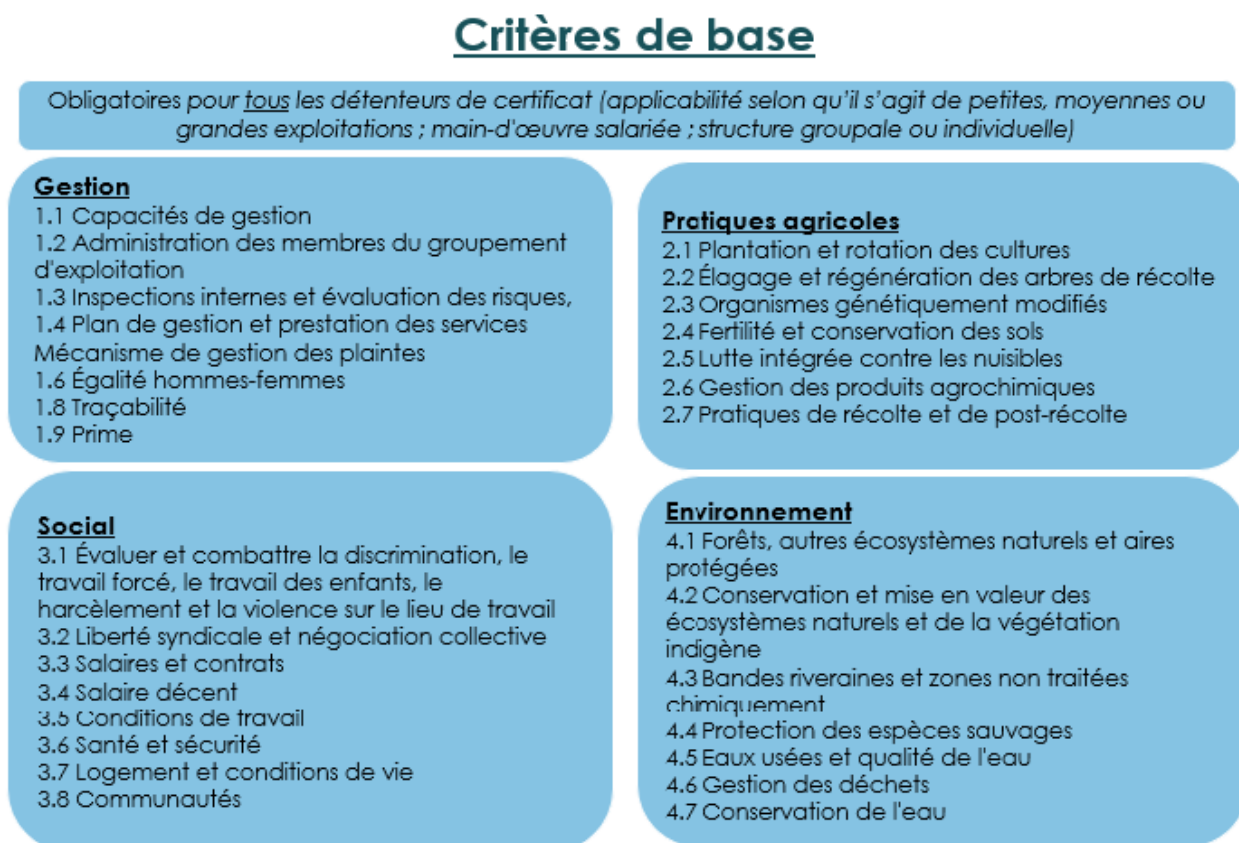 Critères de base
Obligatoires pour tous les détenteurs de certificat (applicabilité selon qu'il s'agit de petites, moyennes ou
grandes exploitations ; main-d'œuvre salariée ; structure groupale ou individuelle)
Gestion
1.1 Capacités de gestion
1.2 Administration des membres du groupement
d'exploitation
1.3 Inspections internes et évaluation des risques,
1.4 Plan de gestion et prestation des services
Mécanisme de gestion des plaintes
1.6 Égalité hommes-femmes
1.8 Traçabilité
1.9 Prime
Pratiques agricoles
2.1 Plantation et rotation des cultures
2.2 Élagage et régénération des arbres de récolte
2.3 Organismes génétiquement modifiés
2.4 Fertilité et conservation des sols
2.5 Lutte intégrée contre les nuisibles
2.6 Gestion des produits agrochimiques
2.7 Pratiques de récolte et de post-récolte
Social
3.1 Évaluer et combattre la discrimination, le
travail forcé, le travail des enfants, le
harcèlement et la violence sur le lieu de travail
3.2 Liberté syndicale et négociation collective
3.3 Salaires et contrats
3.4 Salaire décent
3.5 Conditions de travail
3.6 Santé et sécurité
3.7 Logement et conditions de vie
3.8 Communautés
Environnement
4.1 Forêts, autres écosystèmes naturels et aires
protégées
4.2 Conservation et mise en valeur des
écosystèmes naturels et de la végétation
indigène
4.3 Bandes riveraines et zones non traitées
chimiquement
4.4 Protection des espèces sauvages
4.5 Eaux usées et qualité de l'eau
4.6 Gestion des déchets
4.7 Conservation de l'eau